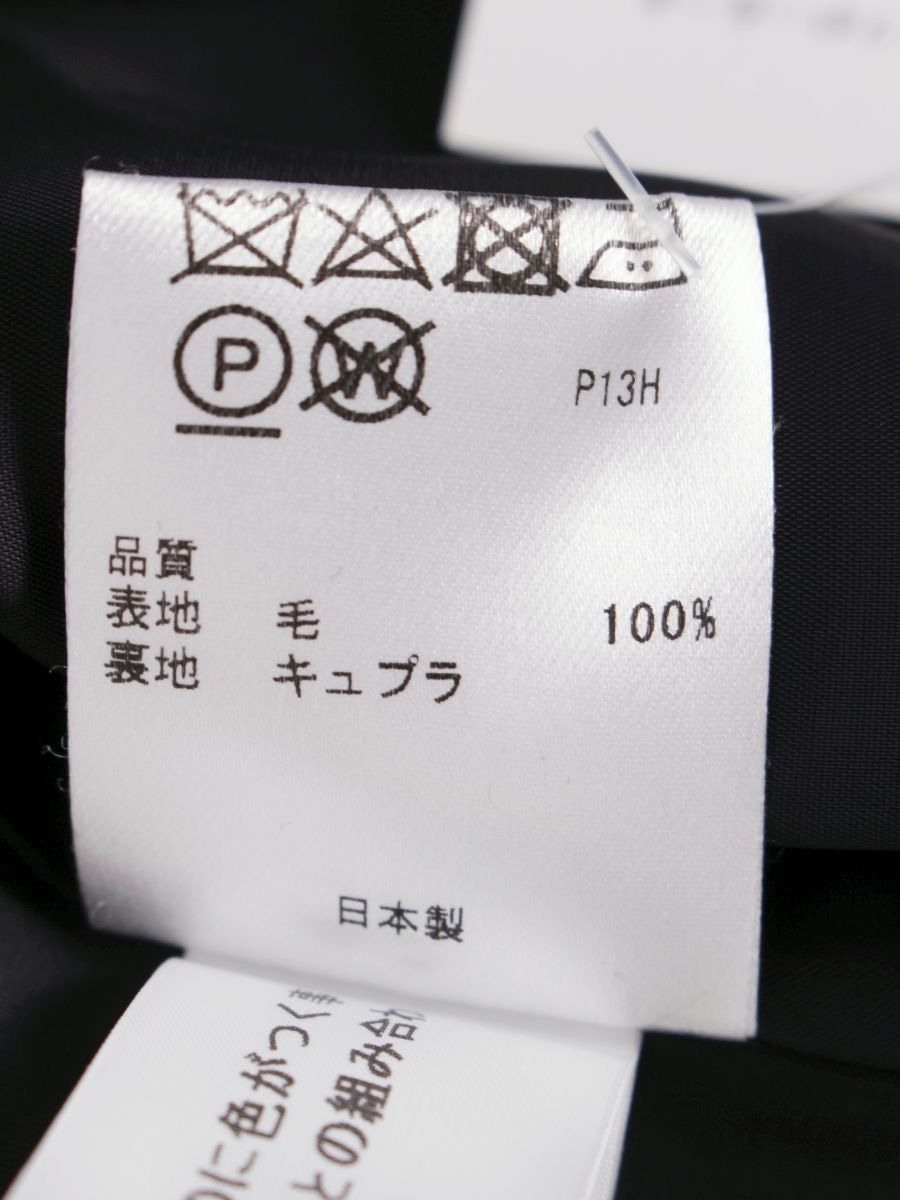 P
W
P13H
品質
表地 毛 100%
裏地 キュプラ
日本製
に色がつく
との組み合